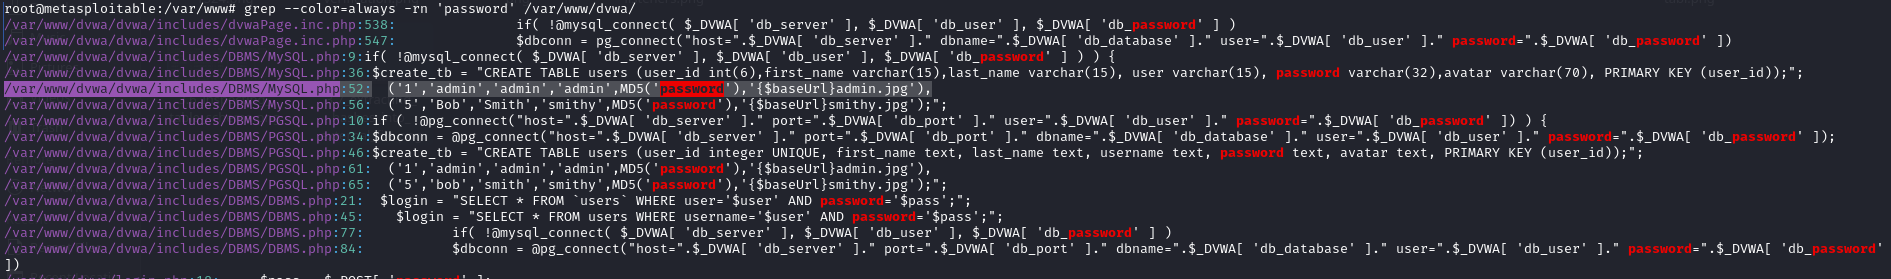 root@metasploitable:/var/www# grep --color=always -rn 'password' /var/www/dvwa/
/var/www/dvwa/dvwa/includes/dvwaPage.inc.php:538:               if( !@mysql_connect( $_DVWA[ 'db_server' ], $_DVWA[ 'db_user' ], $_DVWA[ 'db_password' ] )
/var/www/dvwa/dvwa/includes/dvwaPage.inc.php:547:               $dbconn = pg_connect("host=".$_DVWA[ 'db_server' ]." dbname=".$_DVWA[ 'db_database' ]." user=".$_DVWA[ 'db_user' ]." password=".$_DVWA[ 'db_password' ])
/var/www/dvwa/dvwa/includes/DBMS/MySQL.php:9:if( !@mysql_connect( $_DVWA[ 'db_server' ], $_DVWA[ 'db_user' ], $_DVWA[ 'db_password' ] ) ) {
/var/www/dvwa/dvwa/includes/DBMS/MySQL.php:36:$create_tb = "CREATE TABLE users (user_id int(6),first_name varchar(15),last_name varchar(15), user varchar(15), password varchar(32),avatar varchar(70), PRIMARY KEY (user_id));";
/var/www/dvwa/dvwa/includes/DBMS/MySQL.php:52:  ('1','admin','admin','admin',MD5('password'),'{$baseUrl}admin.jpg'),
/var/www/dvwa/dvwa/includes/DBMS/MySQL.php:56:  ('5','Bob','Smith','smithy',MD5('password'),'{$baseUrl}smithy.jpg');";
/var/www/dvwa/dvwa/includes/DBMS/PGSQL.php:10:if ( !@pg_connect("host=".$_DVWA[ 'db_server' ]." port=".$_DVWA[ 'db_port' ]." user=".$_DVWA[ 'db_user' ]." password=".$_DVWA[ 'db_password' ]) ) {
/var/www/dvwa/dvwa/includes/DBMS/PGSQL.php:34:$dbconn = @pg_connect("host=".$_DVWA[ 'db_server' ]." port=".$_DVWA[ 'db_port' ]." dbname=".$_DVWA[ 'db_database' ]." user=".$_DVWA[ 'db_user' ]." password=".$_DVWA[ 'db_password' ]);
/var/www/dvwa/dvwa/includes/DBMS/PGSQL.php:46:$create_tb = "CREATE TABLE users (user_id integer UNIQUE, first_name text, last_name text, username text, password text, avatar text, PRIMARY KEY (user_id));";
/var/www/dvwa/dvwa/includes/DBMS/PGSQL.php:61:  ('1','admin','admin','admin',MD5('password'),'{$baseUrl}admin.jpg'),
/var/www/dvwa/dvwa/includes/DBMS/PGSQL.php:65:  ('5','bob','smith','smithy',MD5('password'),'{$baseUrl}smithy.jpg');";
/var/www/dvwa/dvwa/includes/DBMS/DBMS.php:21:  $login = "SELECT * FROM `users` WHERE user='$user' AND password='$pass';";
/var/www/dvwa/dvwa/includes/DBMS/DBMS.php:45:    $login = "SELECT * FROM users WHERE username='$user' AND password='$pass';";
/var/www/dvwa/dvwa/includes/DBMS/DBMS.php:77:           if( !@mysql_connect( $_DVWA[ 'db_server' ], $_DVWA[ 'db_user' ], $_DVWA[ 'db_password' ] )
/var/www/dvwa/dvwa/includes/DBMS/DBMS.php:84:           $dbconn = @pg_connect("host=".$_DVWA[ 'db_server' ]." port=".$_DVWA[ 'db_port' ]." dbname=".$_DVWA[ 'db_database' ]." user=".$_DVWA[ 'db_user' ]." password=".$_DVWA[ 'db_password'
])
/var/www/dvwa/login.php:18:     $pass = $_POST[ 'password' ];